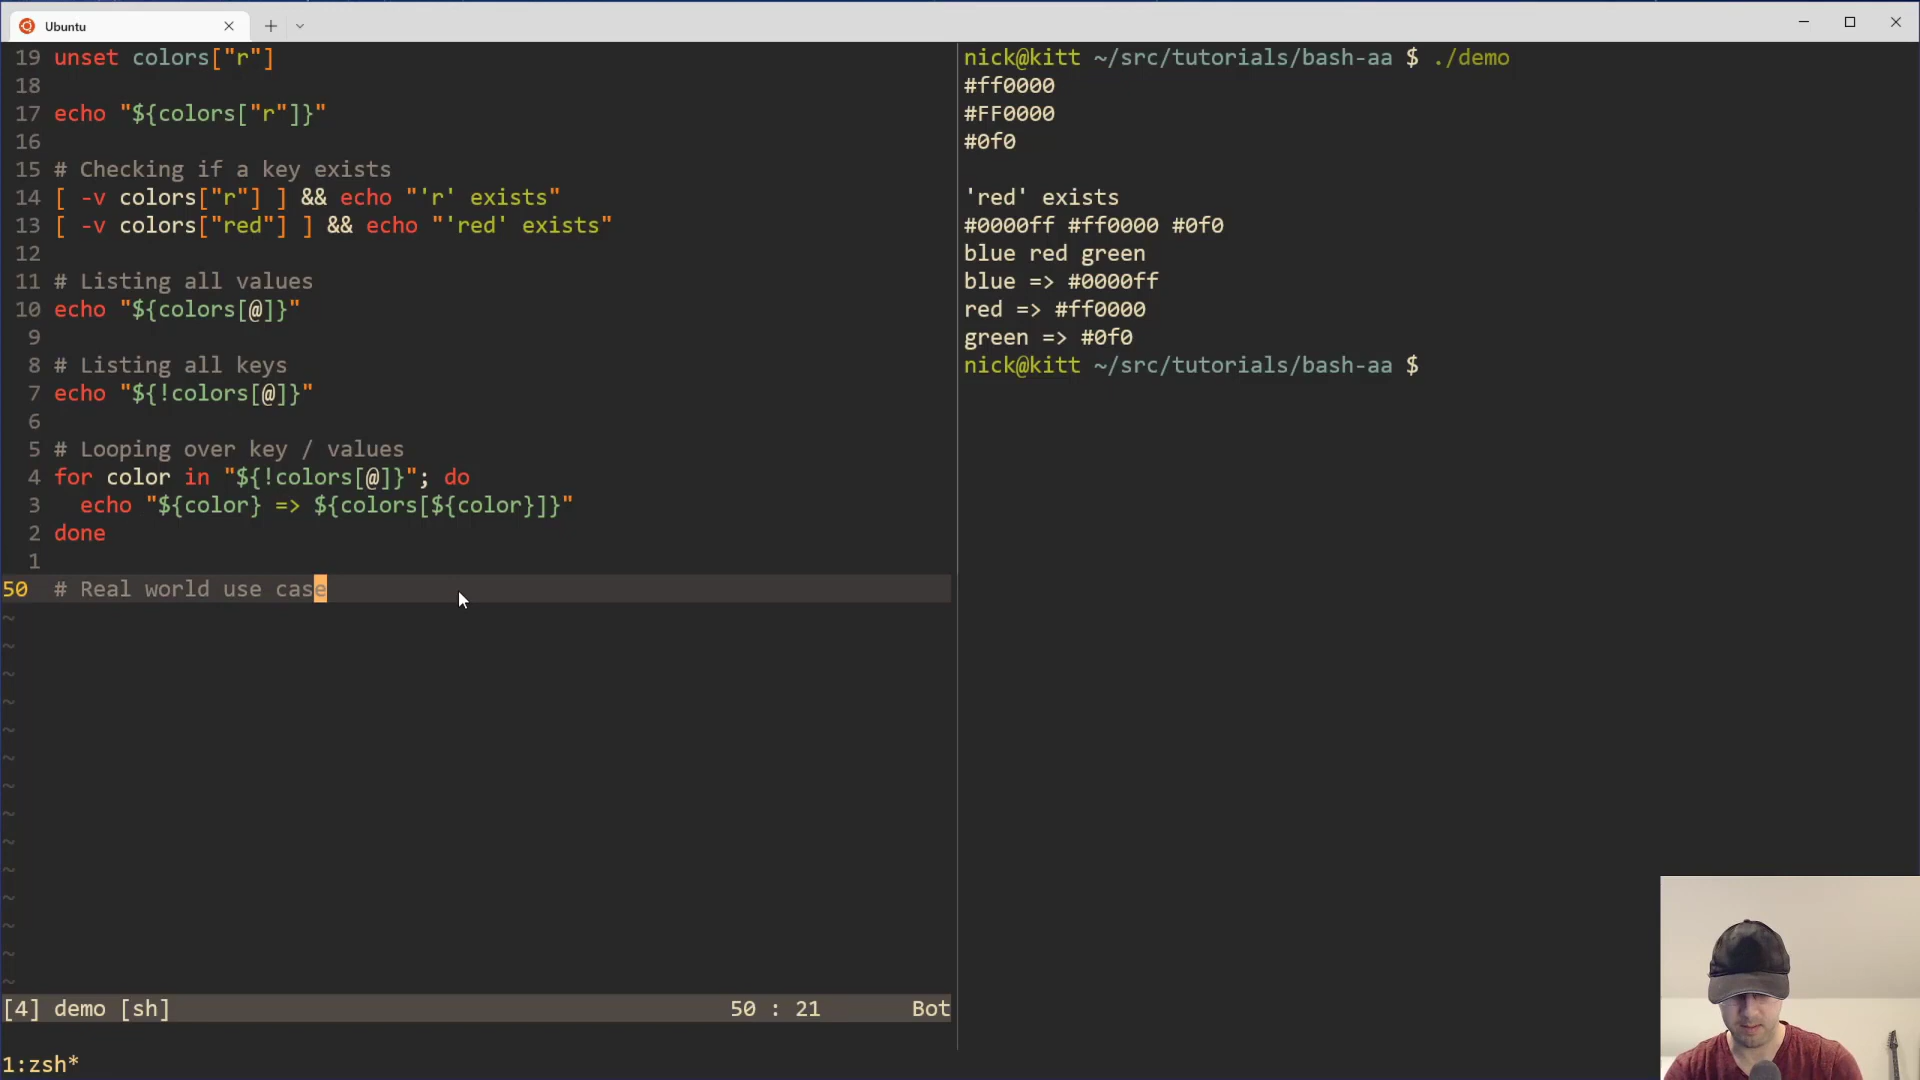 Ubuntu
19 unset colors["r"]
18
17 echo "${colors["r"]}"
16
15 # Checking if a key exists
14 [ -v colors["r"] ] && echo "'r' exists"
13 [ -v colors["red"] ] && echo "'red' exists"
12
11 # Listing all values
10 echo "${colors[@]}"
9
8 # Listing all keys
7 echo "${!colors[@]}"
6
5 # Looping over key / values
4 for color in "${!colors[@]}"; do
3   echo "${color} => ${colors[${color}]}"
2 done
1
50 # Real world use case
~
~
~
~
~
~
~
~
~
~
~
~
~
~
[4] demo [sh] 50 : 21 Bot
1:zsh*
nick@kitt ~/src/tutorials/bash-aa $ ./demo
#ff0000
#FF0000
#0f0
'red' exists
#0000ff #ff0000 #0f0
blue red green
blue => #0000ff
red => #ff0000
green => #0f0
nick@kitt ~/src/tutorials/bash-aa $